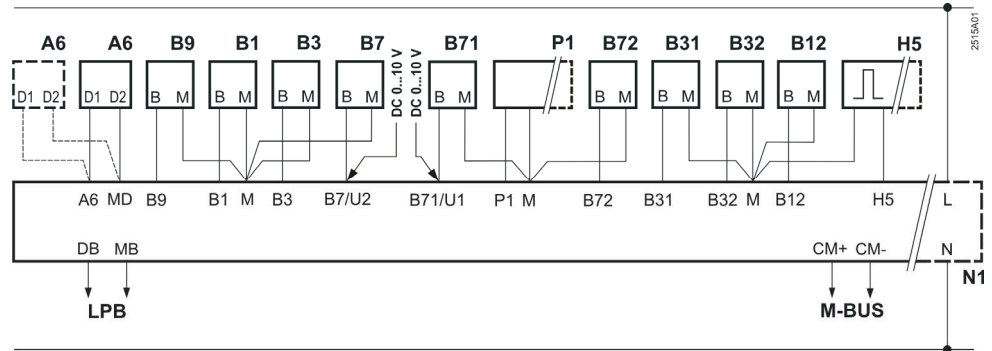 2515A01
A6 A6 B9 B1 B3 B7 DC 0...10 V DC 0...10 V B71 P1 B72 B31 B32 B12 H5
D1 D2 D1 D2 B M B M B M B M B M B M B M B M B M
A6 MD B9 B1 M B3 B7/U2 B71/U1 P1 M B72 B31 B32 M B12 H5 L
DB MB CM+ CM- N
N1
LPB M-BUS